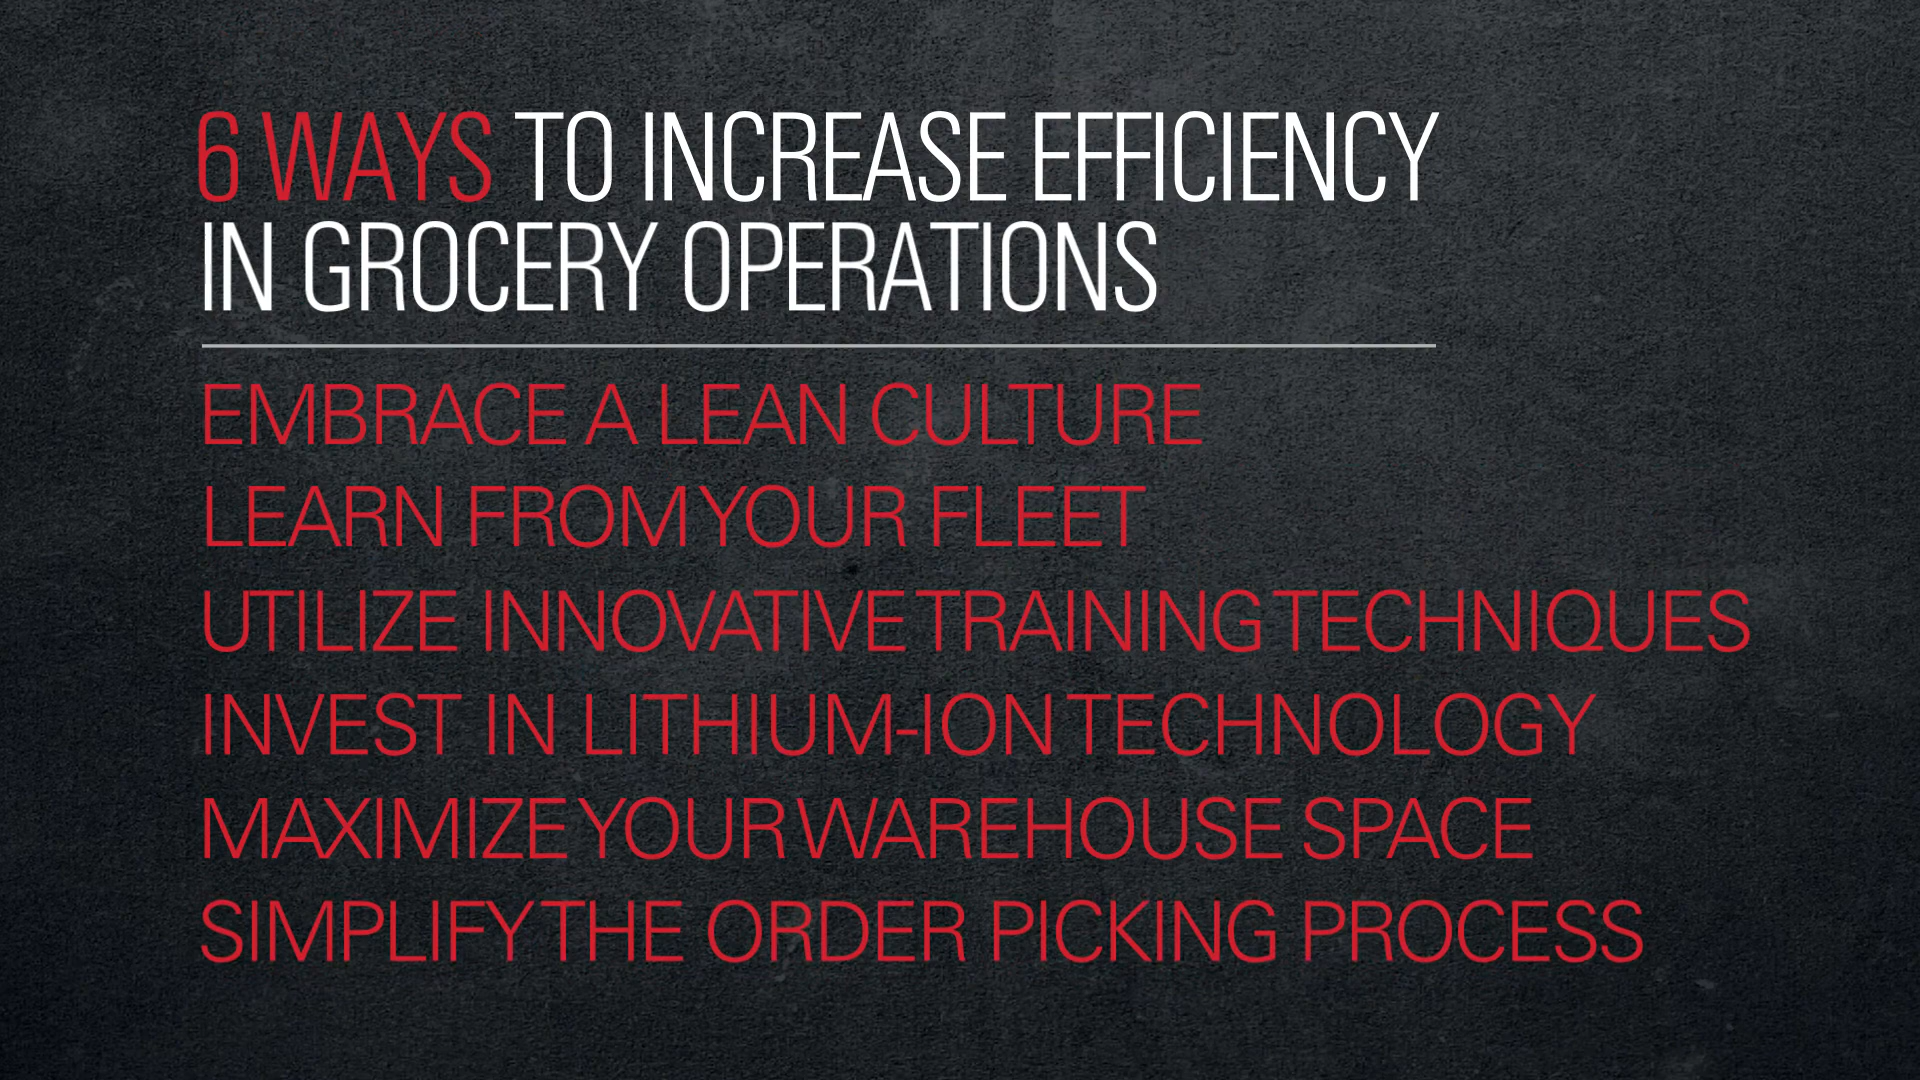 6 WAYS TO INCREASE EFFICIENCY
IN GROCERY OPERATIONS
EMBRACE A LEAN CULTURE
LEARN FROM YOUR FLEET
UTILIZE INNOVATIVE TRAINING TECHNIQUES
INVEST IN LITHIUM-ION TECHNOLOGY
MAXIMIZE YOUR WAREHOUSE SPACE
SIMPLIFY THE ORDER PICKING PROCESS